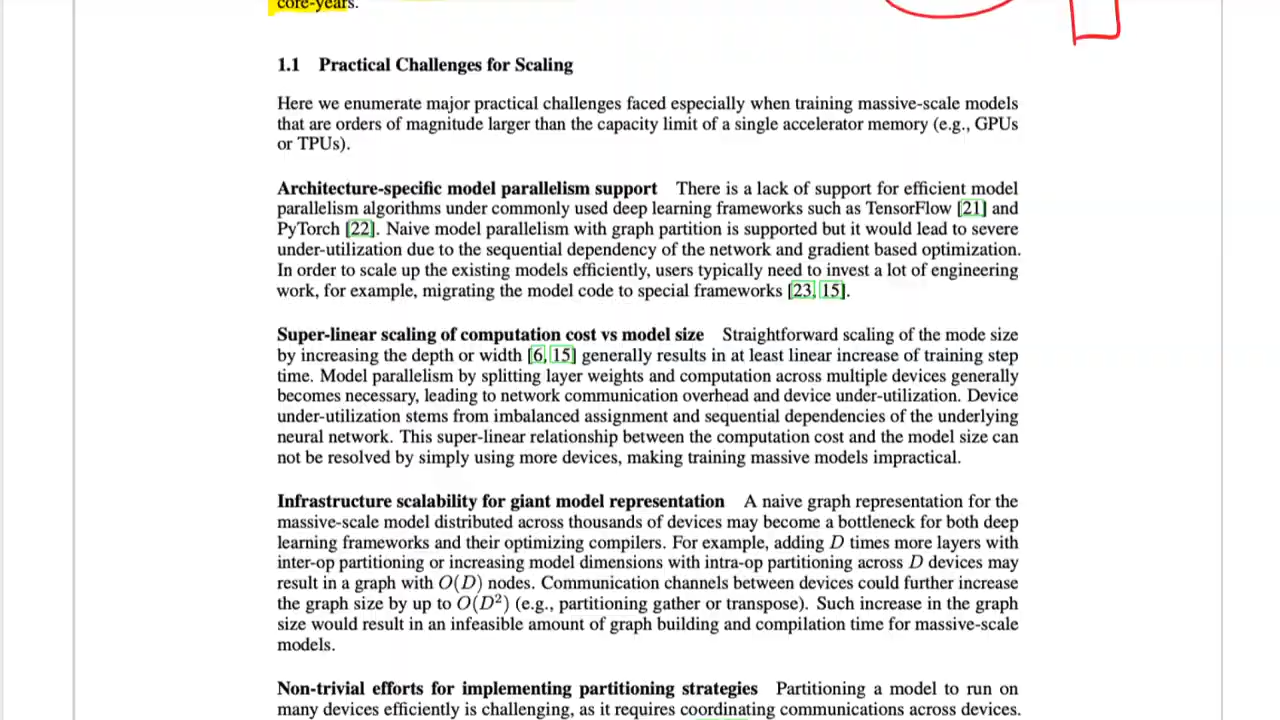 core-years.
1.1 Practical Challenges for Scaling
Here we enumerate major practical challenges faced especially when training massive-scale models
that are orders of magnitude larger than the capacity limit of a single accelerator memory (e.g., GPUs
or TPUs).
Architecture-specific model parallelism support There is a lack of support for efficient model
parallelism algorithms under commonly used deep learning frameworks such as TensorFlow [21] and
PyTorch [22]. Naive model parallelism with graph partition is supported but it would lead to severe
under-utilization due to the sequential dependency of the network and gradient based optimization.
In order to scale up the existing models efficiently, users typically need to invest a lot of engineering
work, for example, migrating the model code to special frameworks [23, 15].
Super-linear scaling of computation cost vs model size Straightforward scaling of the mode size
by increasing the depth or width [6, 15] generally results in at least linear increase of training step
time. Model parallelism by splitting layer weights and computation across multiple devices generally
becomes necessary, leading to network communication overhead and device under-utilization. Device
under-utilization stems from imbalanced assignment and sequential dependencies of the underlying
neural network. This super-linear relationship between the computation cost and the model size can
not be resolved by simply using more devices, making training massive models impractical.
Infrastructure scalability for giant model representation A naive graph representation for the
massive-scale model distributed across thousands of devices may become a bottleneck for both deep
learning frameworks and their optimizing compilers. For example, adding D times more layers with
inter-op partitioning or increasing model dimensions with intra-op partitioning across D devices may
result in a graph with O(D) nodes. Communication channels between devices could further increase
the graph size by up to O(D²) (e.g., partitioning gather or transpose). Such increase in the graph
size would result in an infeasible amount of graph building and compilation time for massive-scale
models.
Non-trivial efforts for implementing partitioning strategies Partitioning a model to run on
many devices efficiently is challenging, as it requires coordinating communications across devices.